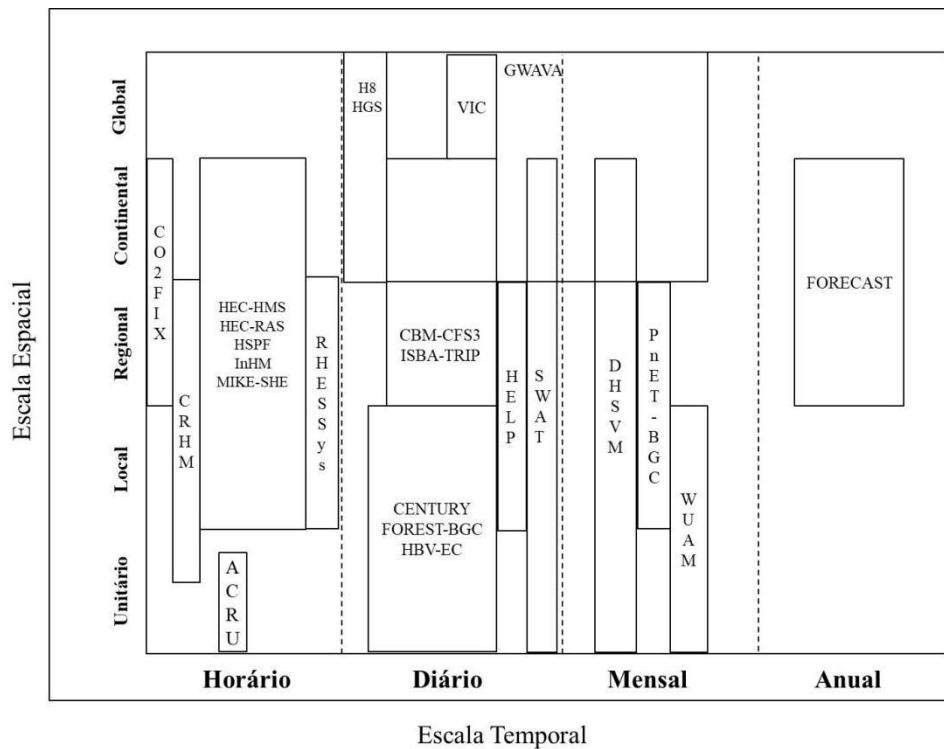 Escala Espacial
Global
Continental
Regional
Local
Unitário
H8
HGS
VIC
GWAVA
CO2FIX
CRHM
HEC-HMS
HEC-RAS
HSPF
InHM
MIKE-SHE
RHESSys
ACRU
CBM-CFS3
ISBA-TRIP
CENTURY
FOREST-BGC
HBV-EC
HELP
SWAT
DHSVM
PnET-BGC
WUAM
FORECAST
Horário
Diário
Mensal
Anual
Escala Temporal